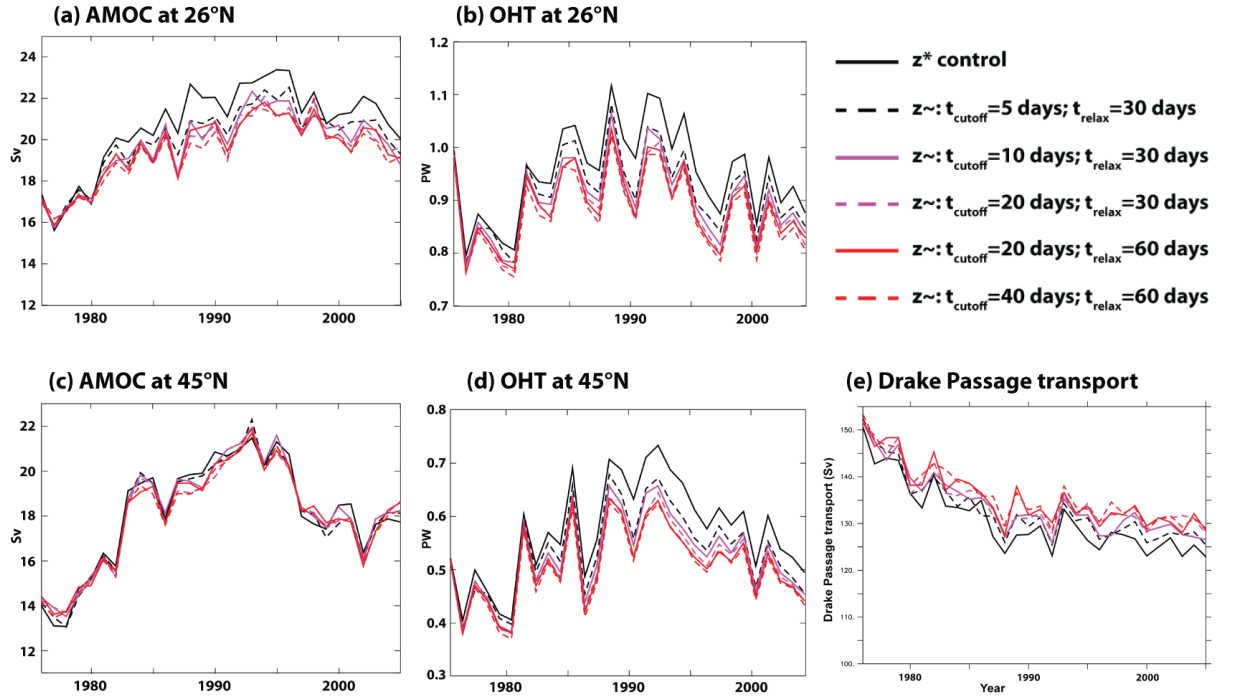 (a) AMOC at 26°N
24
22
20
18
16
14
12
Sv
1980 1990 2000
(b) OHT at 26°N
1.2
1.1
1.0
0.9
0.8
0.7
PW
1980 1990 2000
z* control
z~: tcutoff=5 days; trelax=30 days
z~: tcutoff=10 days; trelax=30 days
z~: tcutoff=20 days; trelax=30 days
z~: tcutoff=20 days; trelax=60 days
z~: tcutoff=40 days; trelax=60 days
(c) AMOC at 45°N
22
20
18
16
14
12
Sv
1980 1990 2000
(d) OHT at 45°N
0.8
0.7
0.6
0.5
0.4
0.3
PW
1980 1990 2000
(e) Drake Passage transport
150.
140.
130.
120.
110.
100.
Drake Passage transport (Sv)
1980 1990 2000
Year